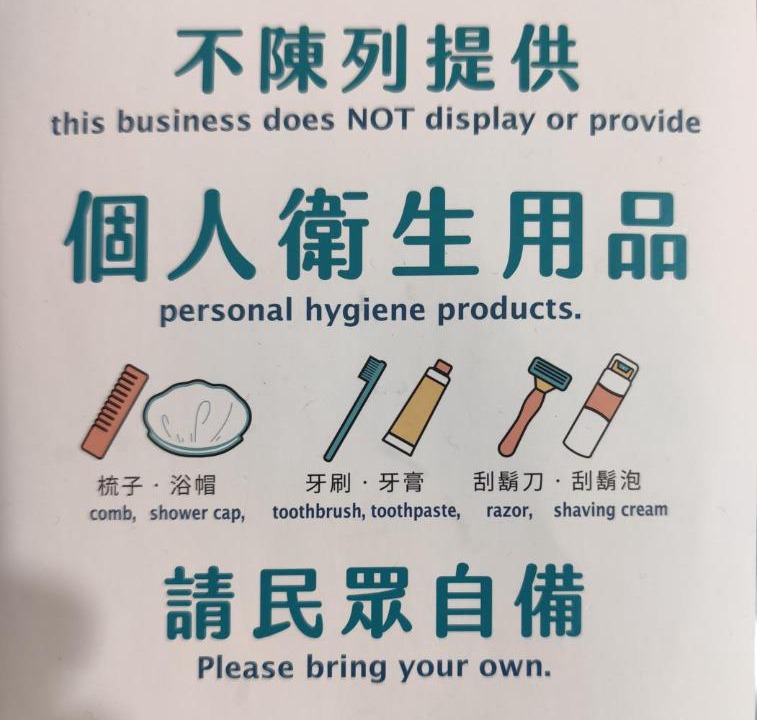 不陳列提供
this business does NOT display or provide
個人衛生用品
personal hygiene products.
梳子·浴帽 牙刷·牙膏 刮鬍刀·刮鬍泡
comb, shower cap, toothbrush, toothpaste, razor, shaving cream
請民眾自備
Please bring your own.